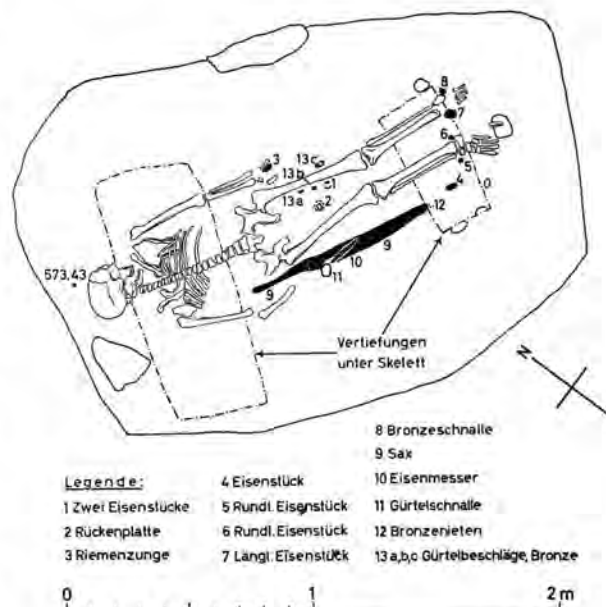 8
7
6
5
4
3
13c
13b
1
13a
2
12
9
10
11
9
573,43
Vertiefungen
unter Skelett
N
Legende:
1 Zwei Eisenstücke
2 Rückenplatte
3 Riemenzunge
4 Eisenstück
5 Rundl. Eisenstück
6 Rundl. Eisenstück
7 Längl. Eisenstück
8 Bronzeschnalle
9 Sax
10 Eisenmesser
11 Gürtelschnalle
12 Bronzenieten
13 a,b,c Gürtelbeschläge, Bronze
0 1 2 m